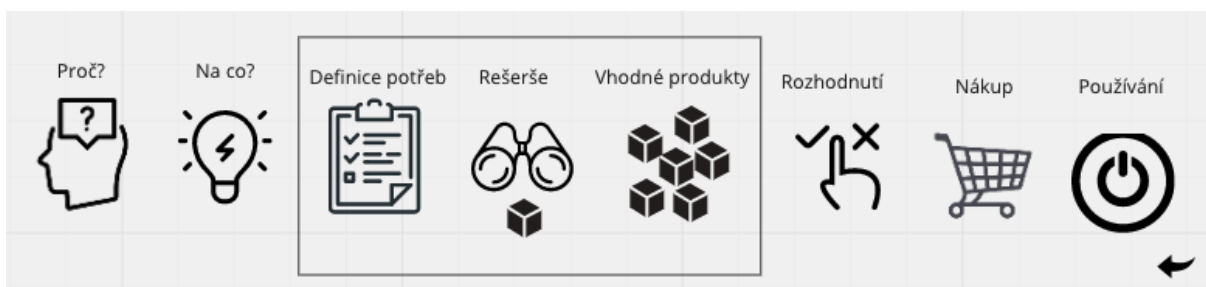 Proč?
Na co?
Definice potřeb
Rešerše
Vhodné produkty
Rozhodnutí
Nákup
Používání
?